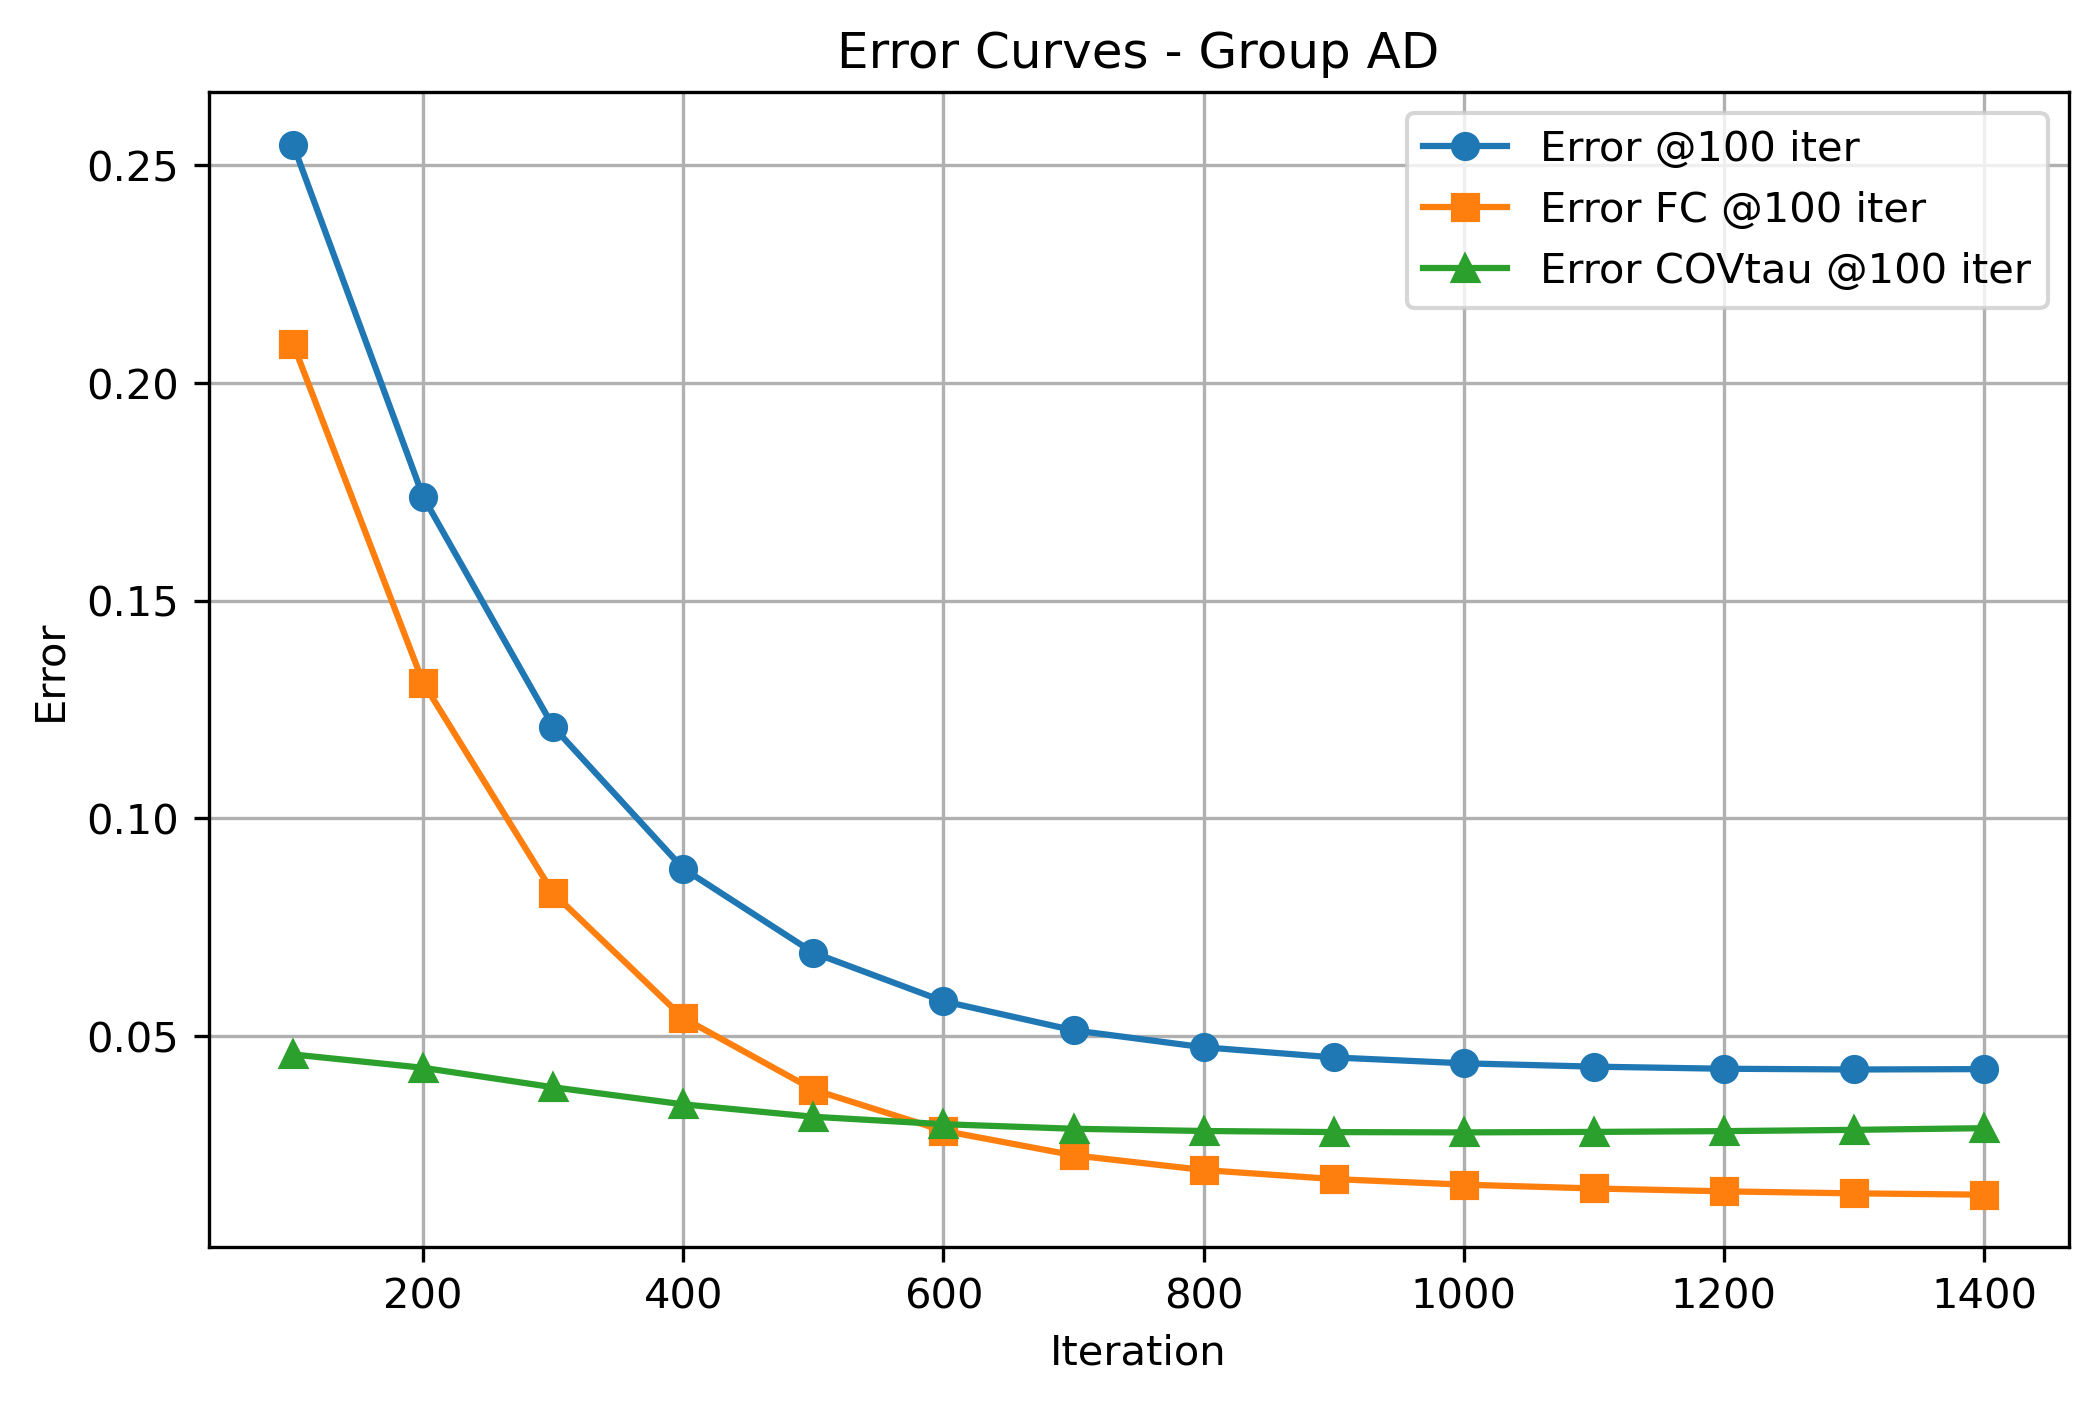 Error Curves - Group AD
Error @100 iter
Error FC @100 iter
Error COVtau @100 iter
Error
0.25
0.20
0.15
0.10
0.05
200 400 600 800 1000 1200 1400
Iteration